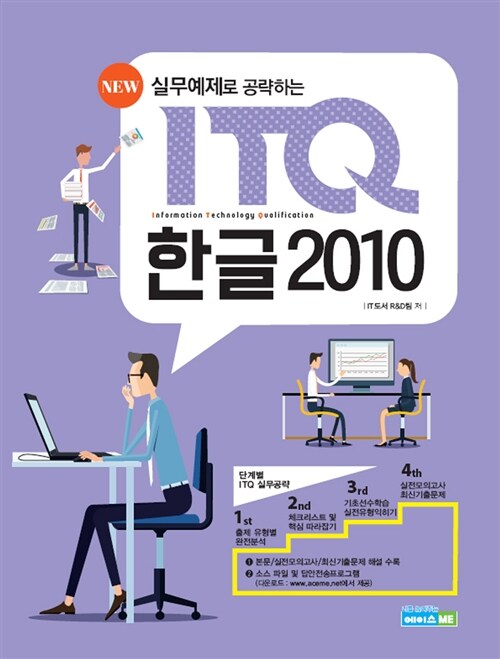 NEW
실무예제로 공략하는
ITQ
Information Technology Qualification
한글 2010
| IT도서 R&D팀 저 |
단계별
ITQ 실무공략
1st
출제 유형별
완전분석
2nd
체크리스트 및
핵심 따라잡기
3rd
기초선수학습
실전유형익히기
4th
실전모의고사
최신기출문제
❶ 본문/실전모의고사/최신기출문제 해설 수록
❷ 소스 파일 및 답안전송프로그램
(다운로드 : www.aceme.net에서 제공)
에이스 ME